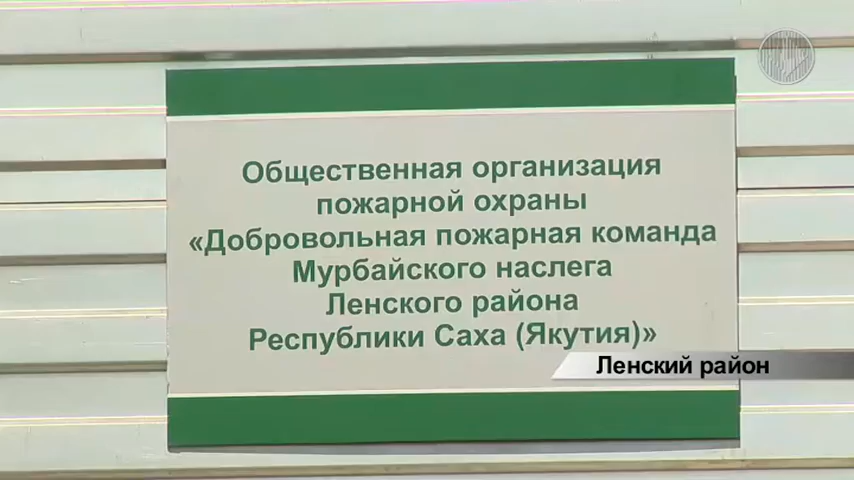 Общественная организация
пожарной охраны
«Добровольная пожарная команда
Мурбайского наслега
Ленского района
Республики Саха (Якутия)»
Ленский район